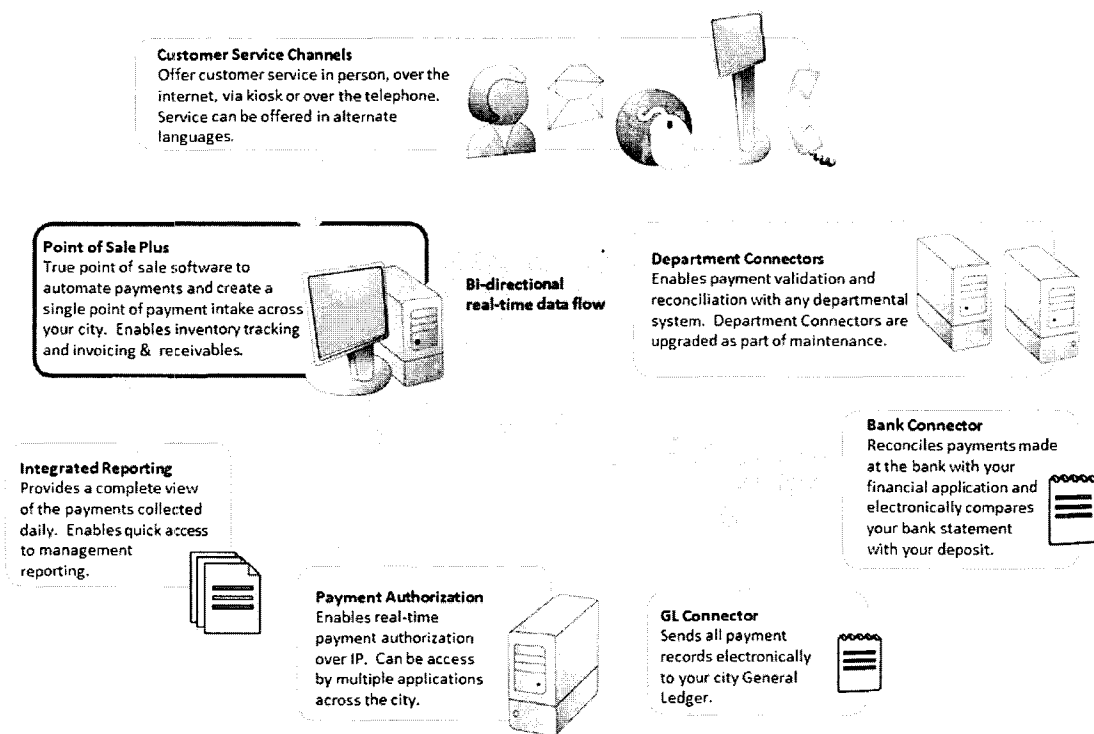 Customer Service Channels
Offer customer service in person, over the
internet, via kiosk or over the telephone.
Service can be offered in alternate
languages.
Point of Sale Plus
True point of sale software to
automate payments and create a
single point of payment intake across
your city. Enables inventory tracking
and invoicing & receivables.
Bi-directional
real-time data flow
Department Connectors
Enables payment validation and
reconciliation with any departmental
system. Department Connectors are
upgraded as part of maintenance.
Bank Connector
Reconciles payments made
at the bank with your
financial application and
electronically compares
your bank statement
with your deposit.
Integrated Reporting
Provides a complete view
of the payments collected
daily. Enables quick access
to management
reporting.
Payment Authorization
Enables real-time
payment authorization
over IP. Can be access
by multiple applications
across the city.
GL Connector
Sends all payment
records electronically
to your city General
Ledger.